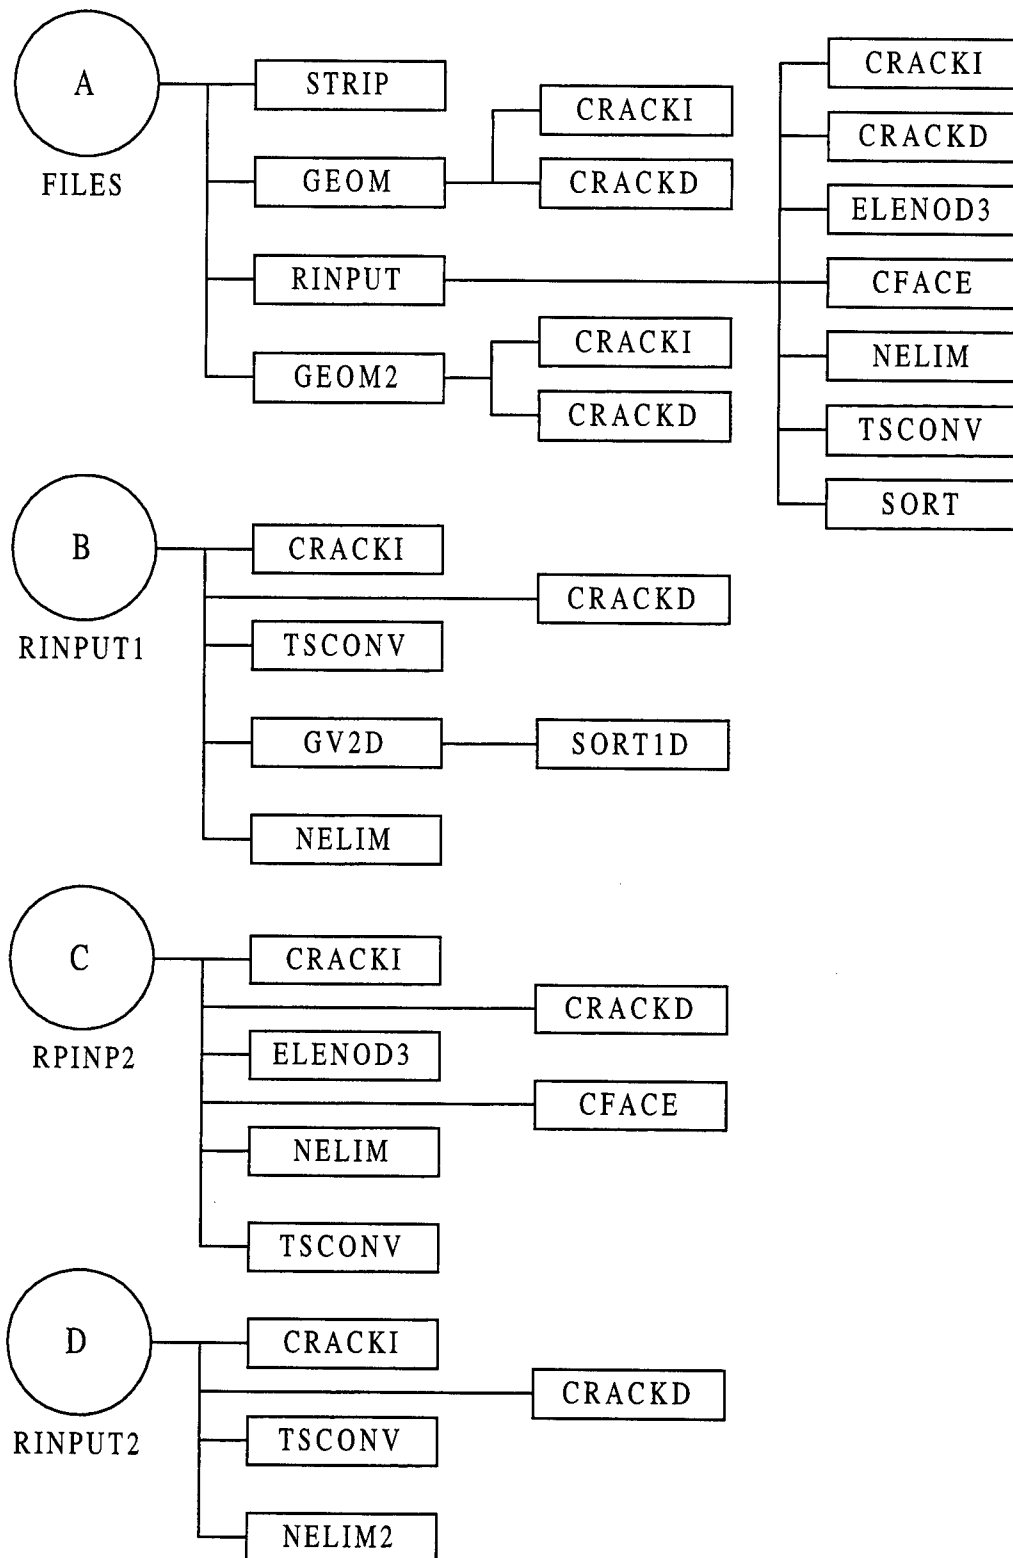 A
FILES
STRIP
GEOM
CRACKI
CRACKD
RINPUT
GEOM2
CRACKI
CRACKD
CRACKI
CRACKD
ELENOD3
CFACE
NELIM
TSCONV
SORT
B
RINPUT1
CRACKI
CRACKD
TSCONV
GV2D
SORT1D
NELIM
C
RPINP2
CRACKI
CRACKD
ELENOD3
CFACE
NELIM
TSCONV
D
RINPUT2
CRACKI
CRACKD
TSCONV
NELIM2